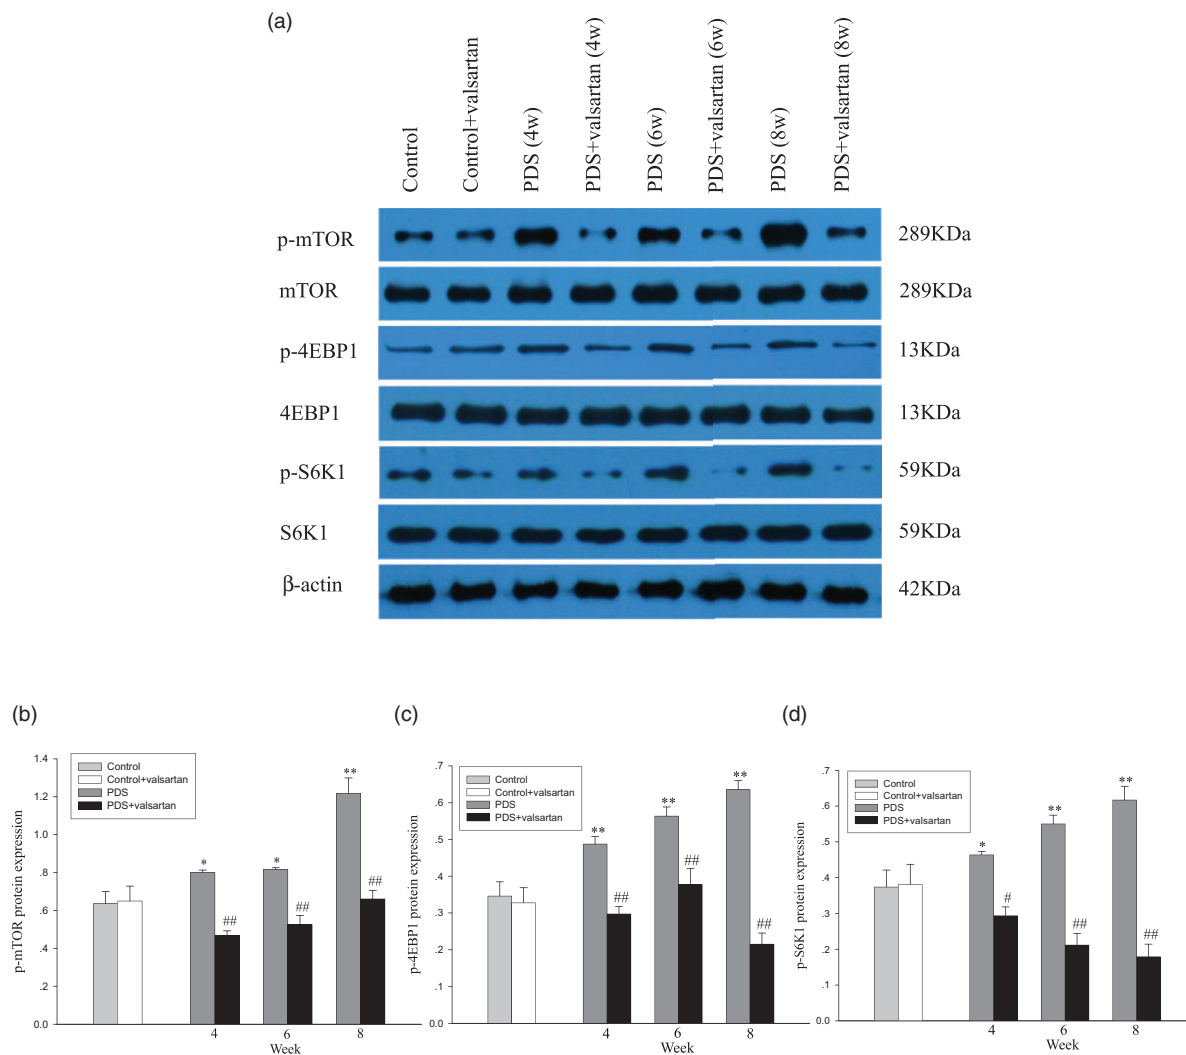 (a)
Control
Control+valsartan
PDS (4w)
PDS+valsartan (4w)
PDS (6w)
PDS+valsartan (6w)
PDS (8w)
PDS+valsartan (8w)
p-mTOR 289KDa
mTOR 289KDa
p-4EBP1 13KDa
4EBP1 13KDa
p-S6K1 59KDa
S6K1 59KDa
β-actin 42KDa
(b)
p-mTOR protein expression
1.4
1.2
1.0
.8
.6
.4
.2
0.0
Control
Control+valsartan
PDS
PDS+valsartan
*
##
*
##
**
##
4 6 8
Week
(c)
p-4EBP1 protein expression
.7
.6
.5
.4
.3
.2
.1
0.0
Control
Control+valsartan
PDS
PDS+valsartan
**
##
**
##
**
##
4 6 8
Week
(d)
p-S6K1 protein expression
.7
.6
.5
.4
.3
.2
.1
0.0
Control
Control+valsartan
PDS
PDS+valsartan
*
#
**
##
**
##
4 6 8
Week